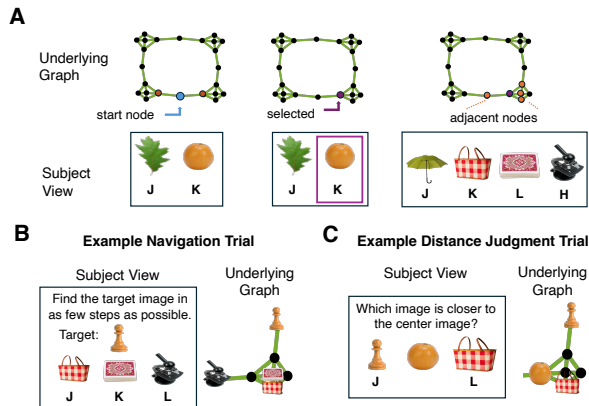 A
Underlying
Graph
start node
selected
adjacent nodes
Subject
View
J K
J K
J K L H
B
Example Navigation Trial
Subject View
Underlying
Graph
Find the target image in
as few steps as possible.
Target:
J K L
C
Example Distance Judgment Trial
Subject View
Underlying
Graph
Which image is closer to
the center image?
J L